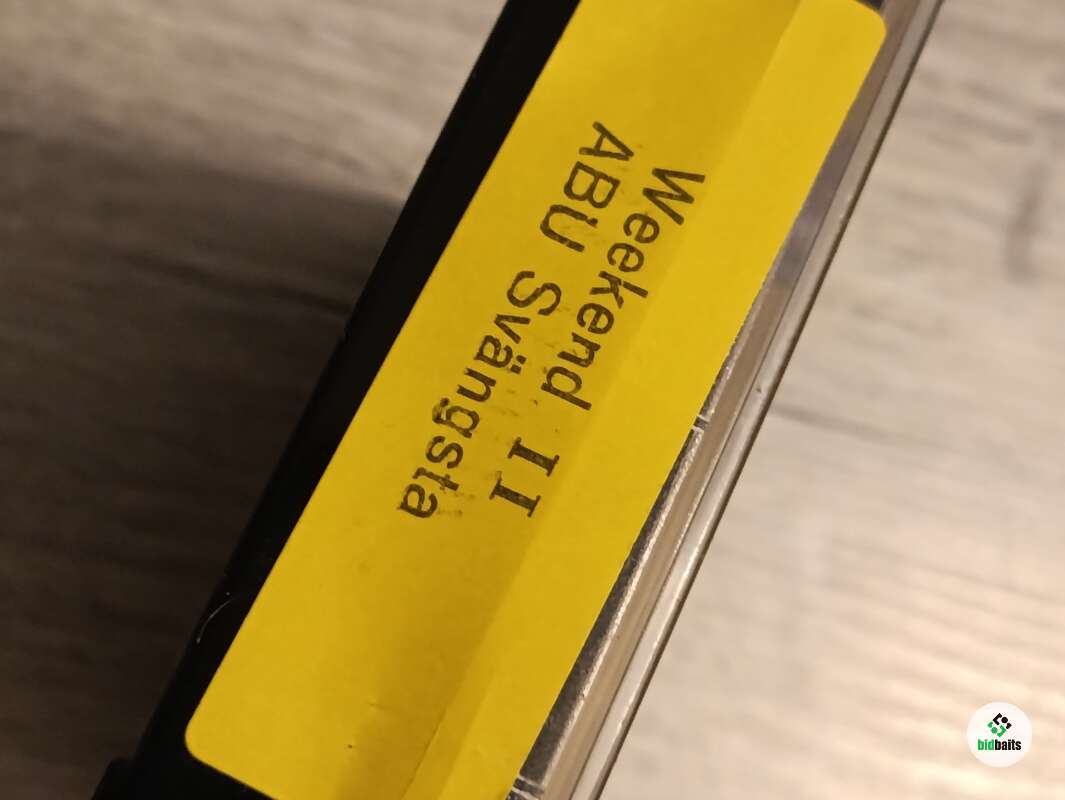 Weekend II
ABU Svängsta
bidbaits